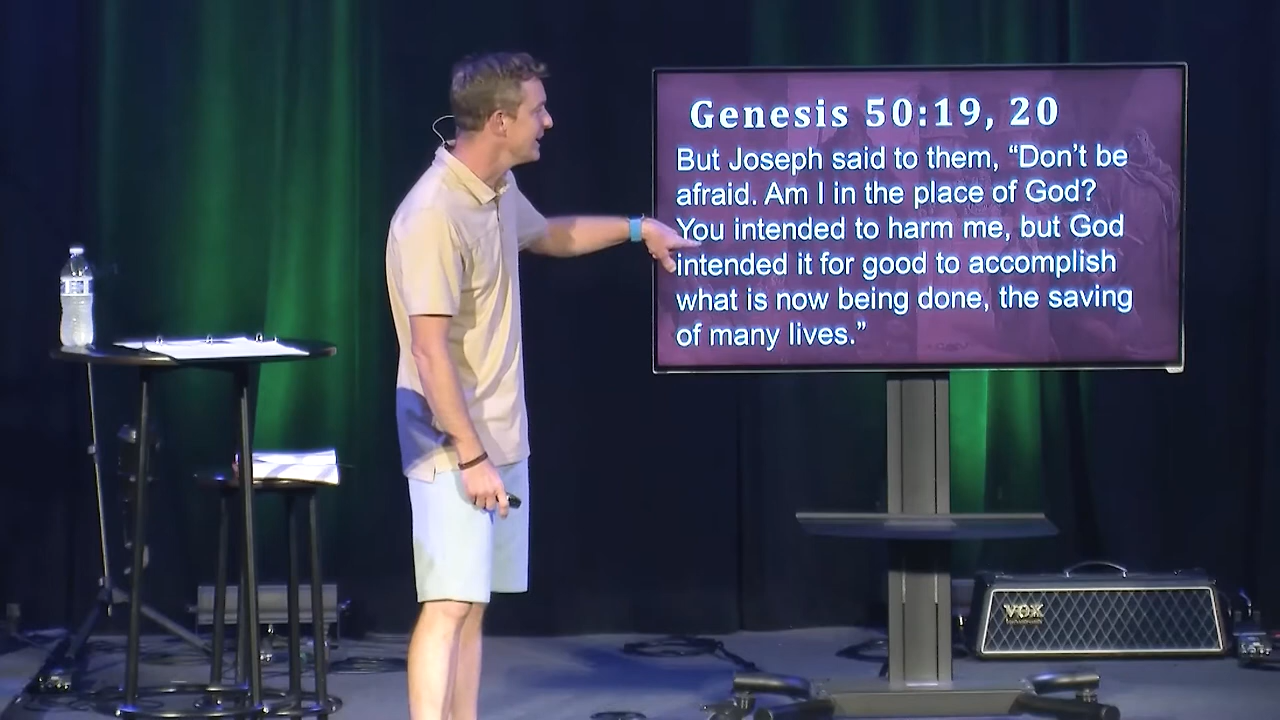 Genesis 50:19, 20
But Joseph said to them, “Don’t be
afraid. Am I in the place of God?
You intended to harm me, but God
intended it for good to accomplish
what is now being done, the saving
of many lives.”
VOX